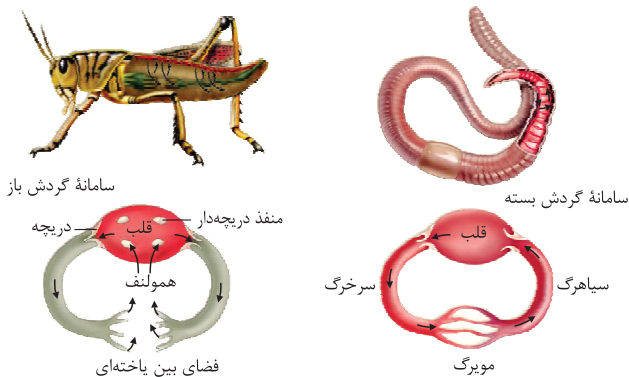 سامانهٔ گردش بسته
قلب
سیاهرگ
سرخرگ
مویرگ
سامانهٔ گردش باز
منفذ دریچه‌دار
قلب
دریچه
همولنف
فضای بین یاخته‌ای